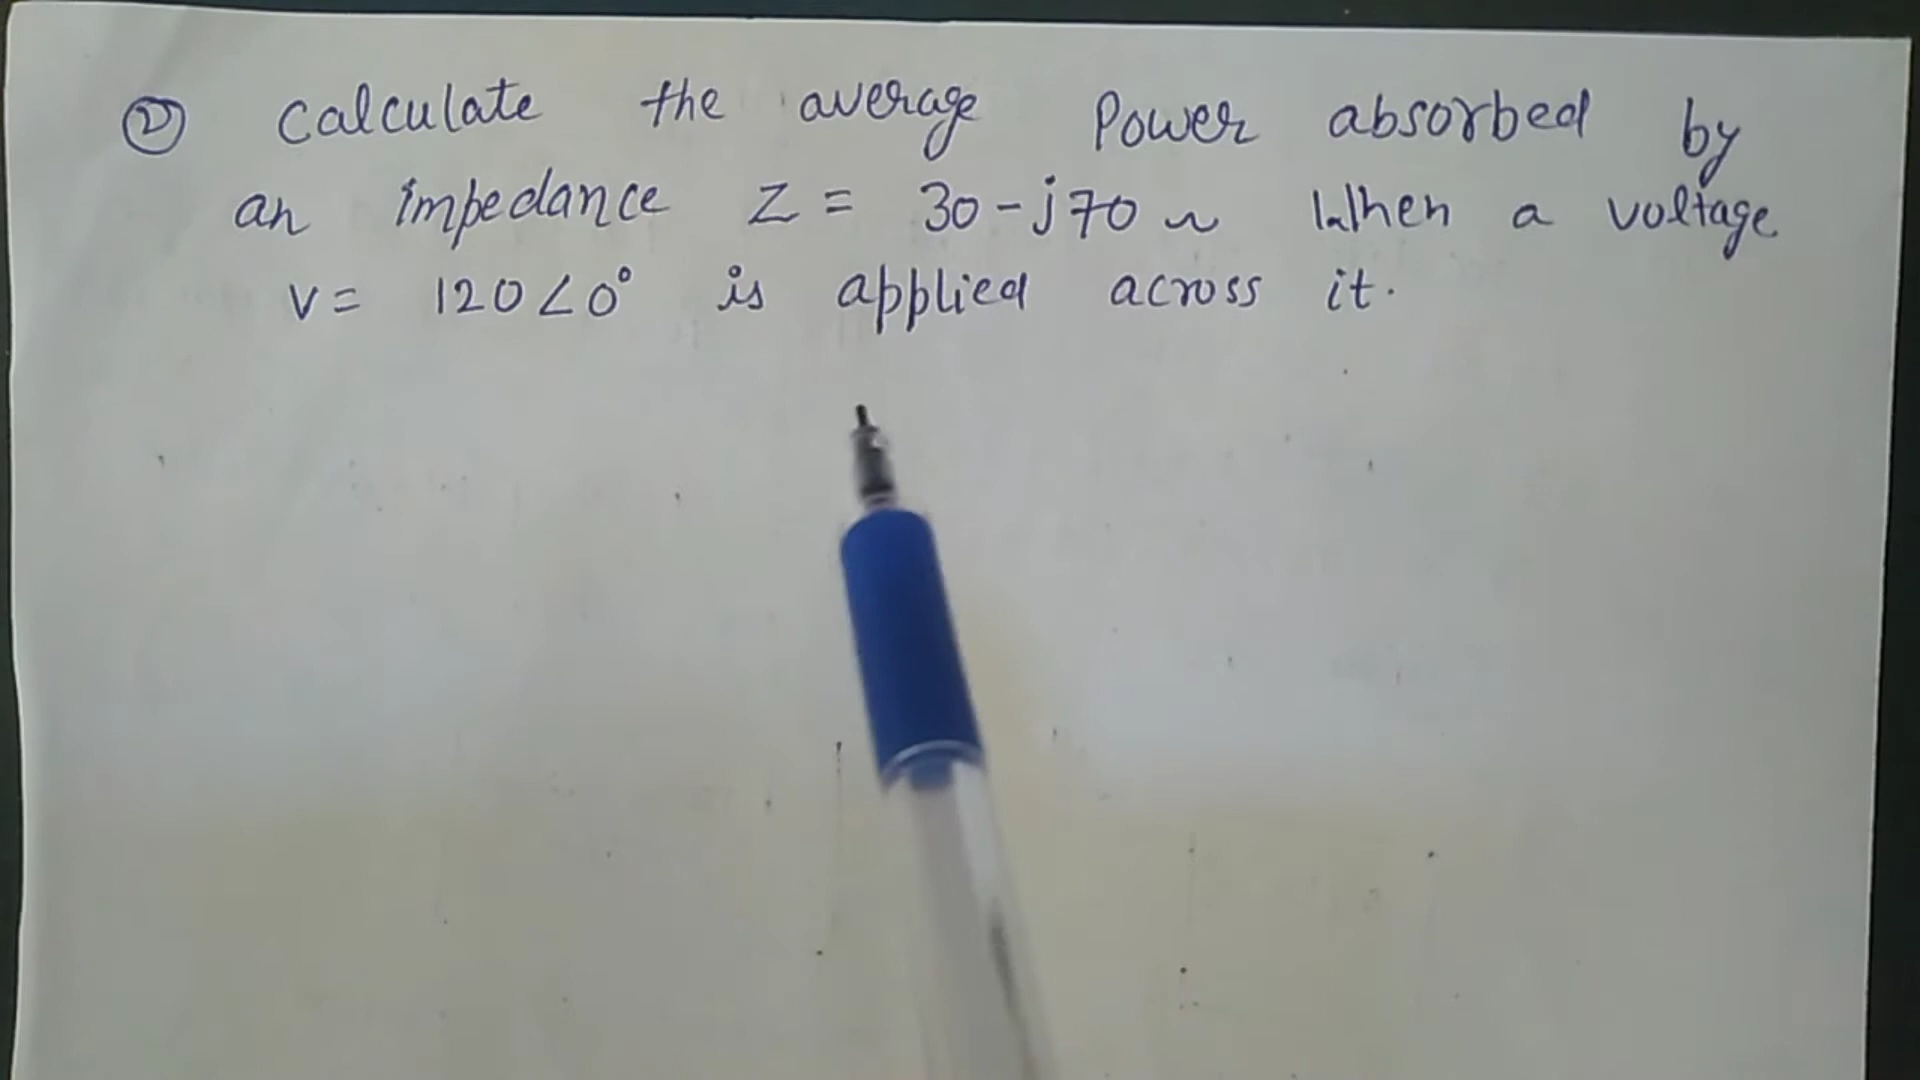 ② Calculate the average Power absorbed by
an impedance Z = 30-j70 ~ When a voltage
V = 120∠0° is applied across it.